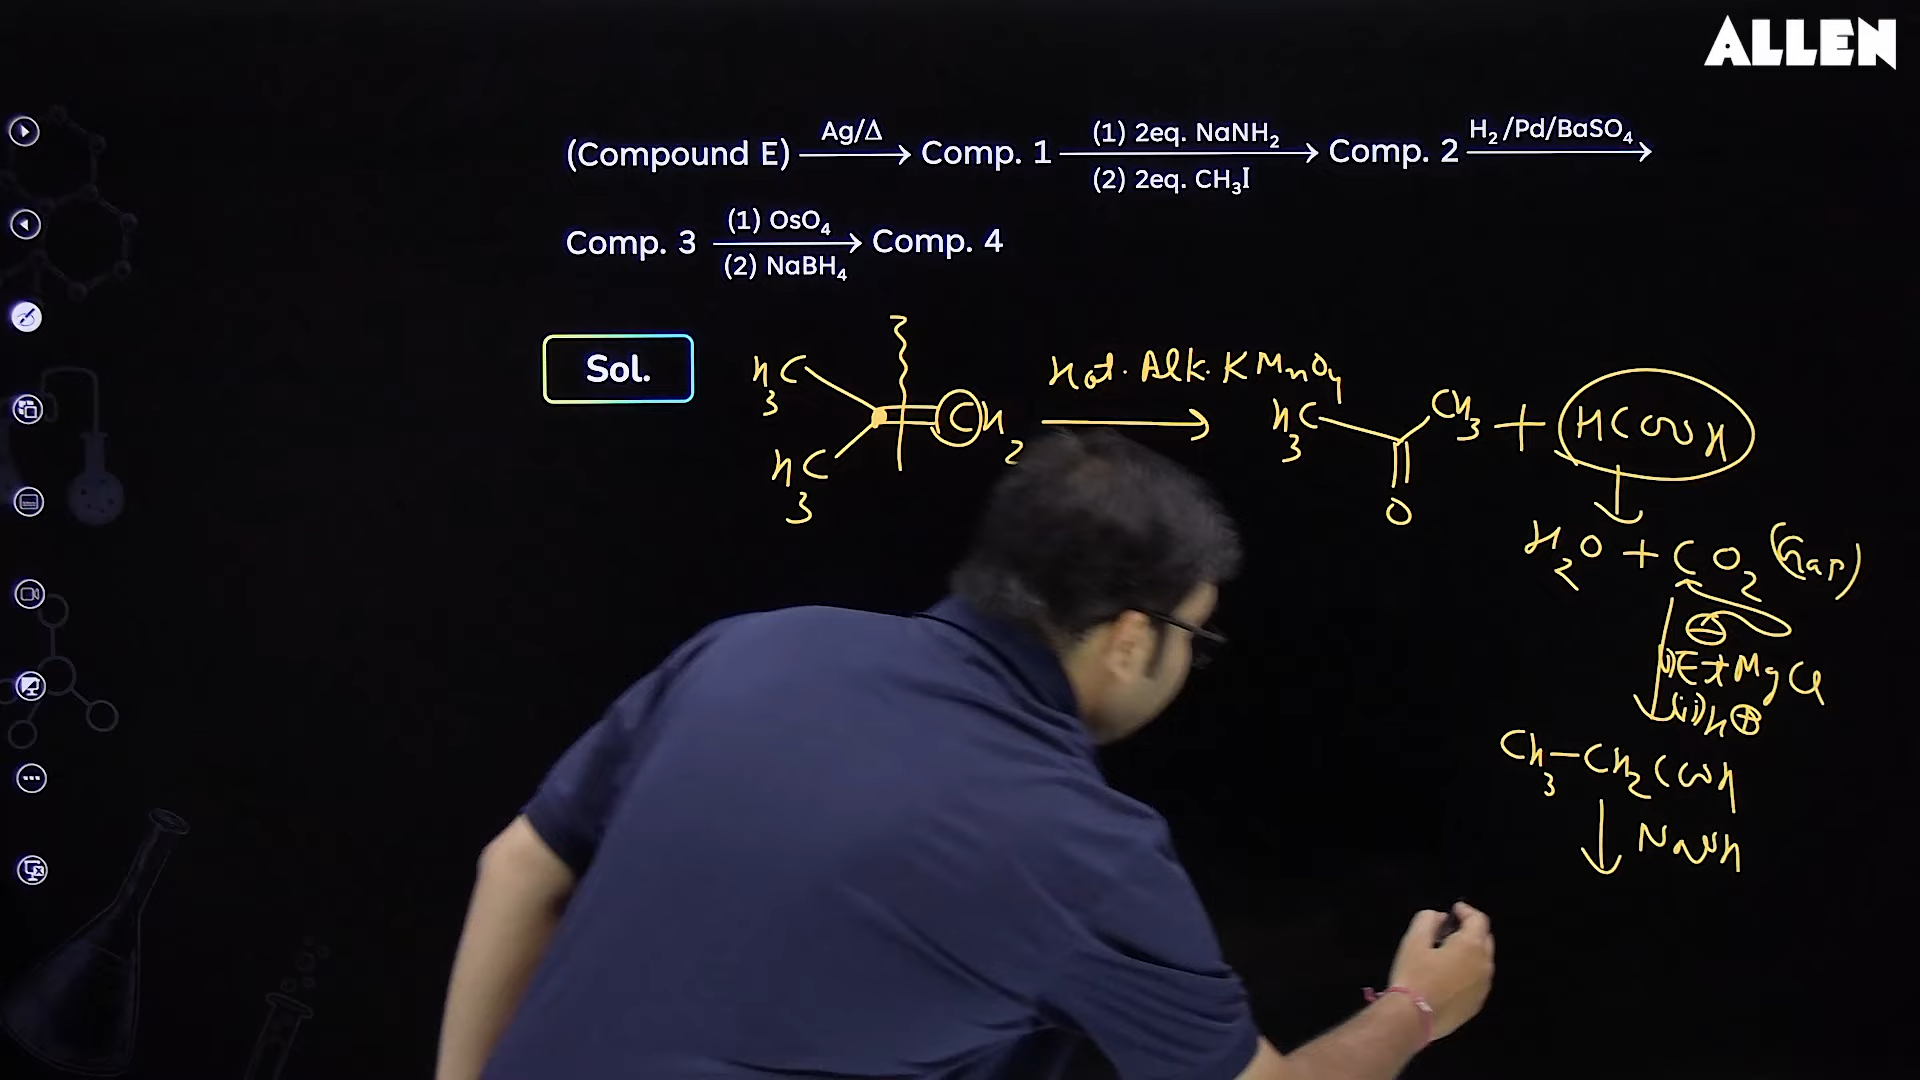 ALLEN
(Compound E) Ag/Δ → Comp. 1 (1) 2eq. NaNH₂ (2) 2eq. CH₃I → Comp. 2 H₂/Pd/BaSO₄ →
Comp. 3 (1) OsO₄ (2) NaBH₄ → Comp. 4
Sol.
H₃C
H₃C
CH₂
Hot. Alk. KMnO₄
H₃C
CH₃
O
+ HCOOH
H₂O + CO₂ (Gas)
⊖
i) EtMgCl
(ii) H⊕
CH₃-CH₂COOH
NaOH